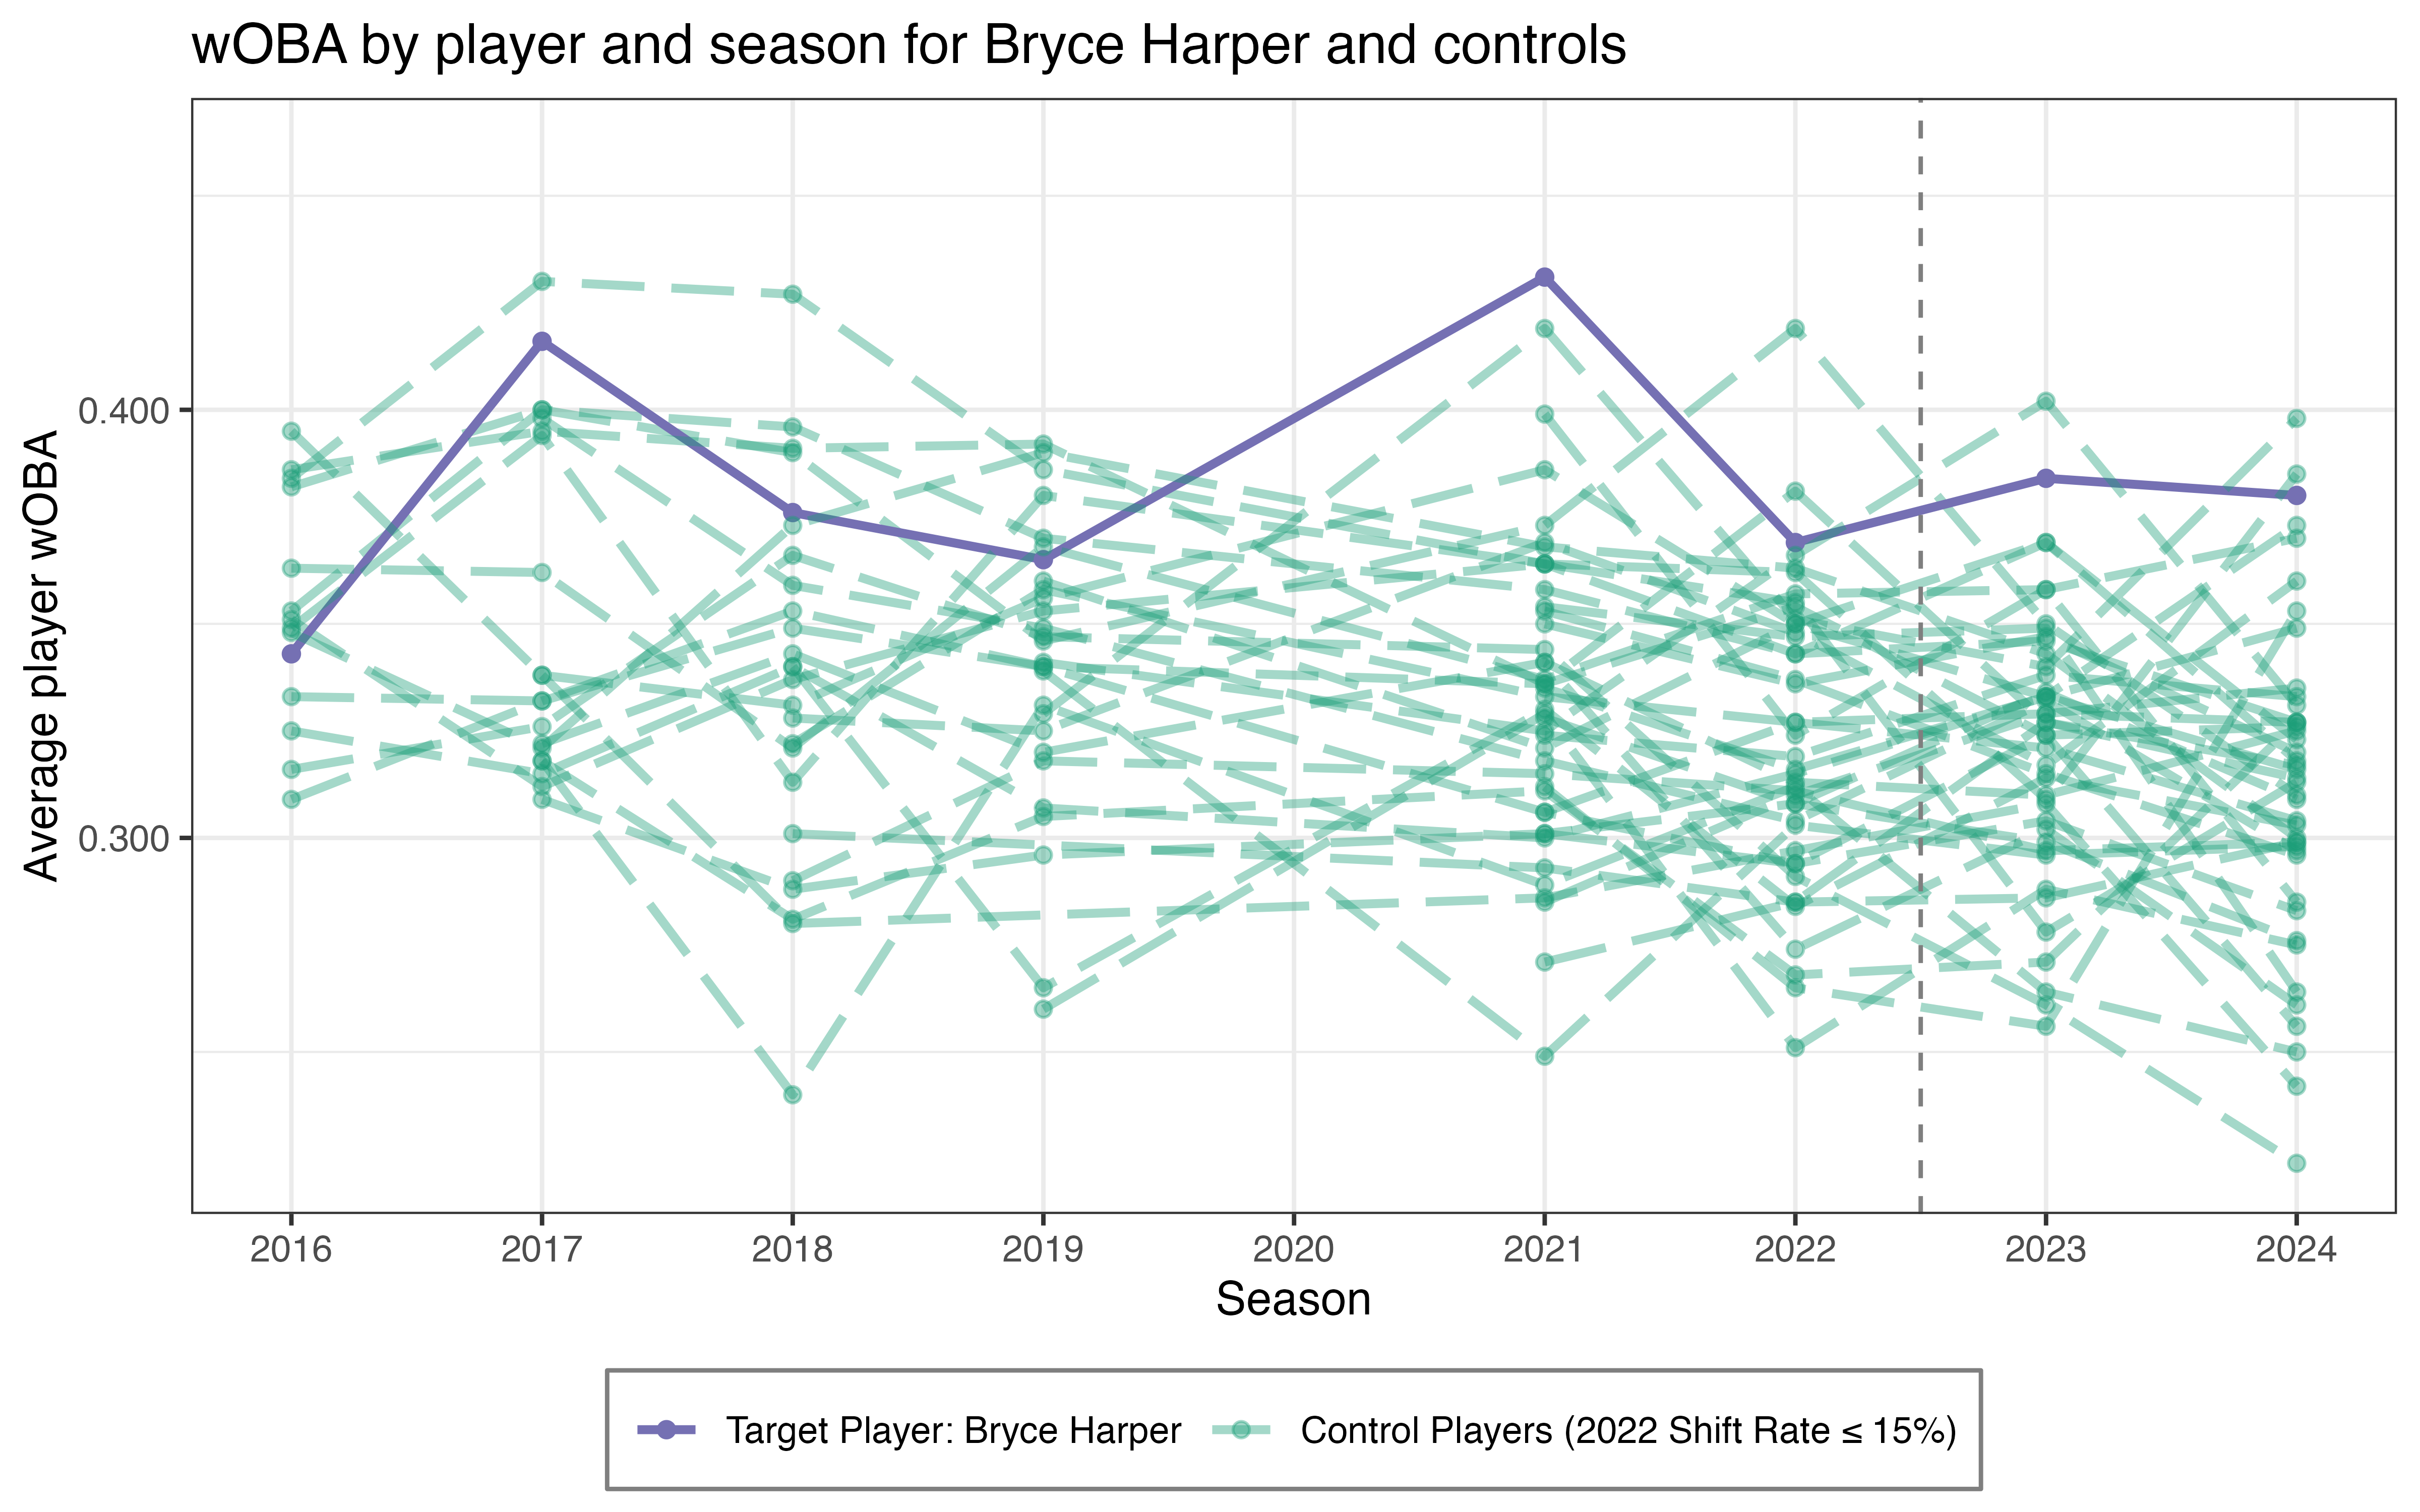 wOBA by player and season for Bryce Harper and controls
Average player wOBA
0.400
0.300
2016 2017 2018 2019 2020 2021 2022 2023 2024
Season
Target Player: Bryce Harper Control Players (2022 Shift Rate ≤ 15%)